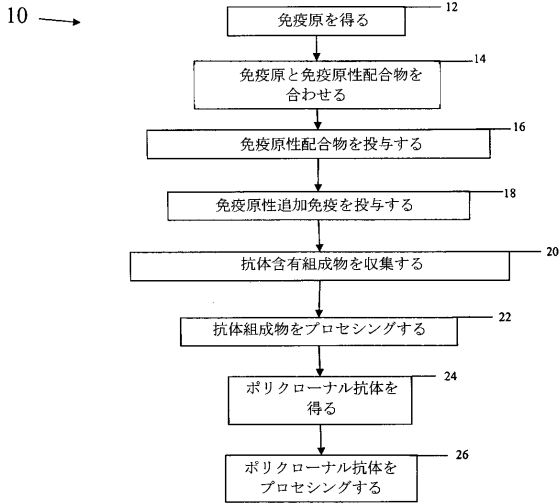 10
12
免疫原を得る
14
免疫原と免疫原性配合物を
合わせる
16
免疫原性配合物を投与する
18
免疫原性追加免疫を投与する
20
抗体含有組成物を収集する
22
抗体組成物をプロセシングする
24
ポリクローナル抗体を
得る
26
ポリクローナル抗体を
プロセシングする